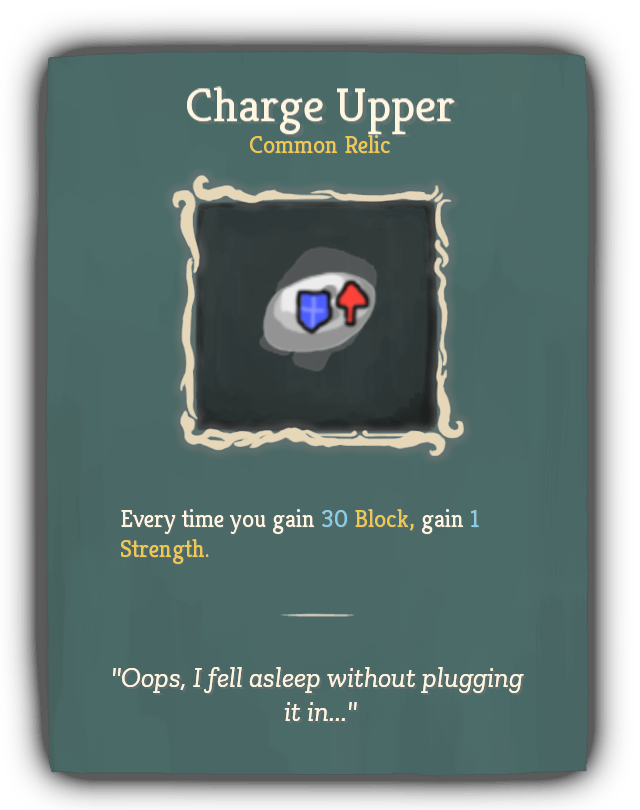 Charge Upper
Common Relic
Every time you gain 30 Block, gain 1
Strength.
"Oops, I fell asleep without plugging
it in..."